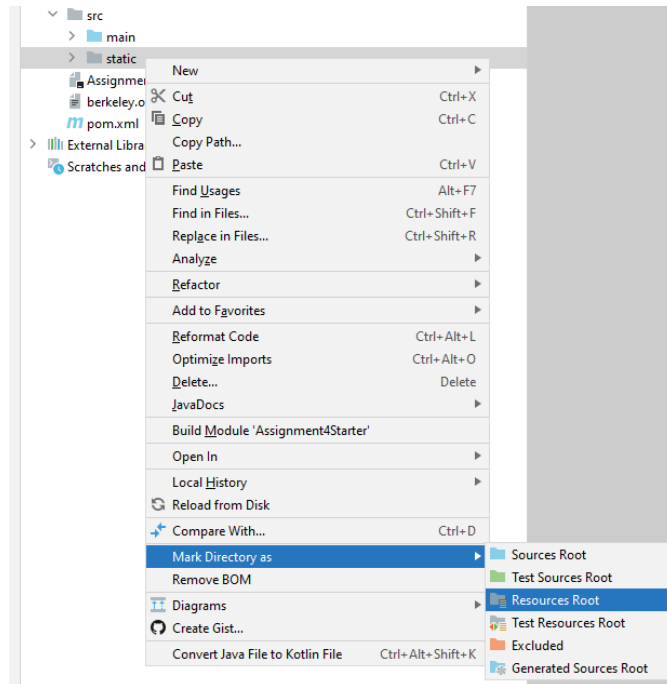 src
main
static
Assignme
berkeley.o
pom.xml
External Libra
Scratches and
New
Cut Ctrl+X
Copy Ctrl+C
Copy Path...
Paste Ctrl+V
Find Usages Alt+F7
Find in Files... Ctrl+Shift+F
Replace in Files... Ctrl+Shift+R
Analyze
Refactor
Add to Favorites
Reformat Code Ctrl+Alt+L
Optimize Imports Ctrl+Alt+O
Delete... Delete
JavaDocs
Build Module 'Assignment4Starter'
Open In
Local History
Reload from Disk
Compare With... Ctrl+D
Mark Directory as
Remove BOM
Diagrams
Create Gist...
Convert Java File to Kotlin File Ctrl+Alt+Shift+K
Sources Root
Test Sources Root
Resources Root
Test Resources Root
Excluded
Generated Sources Root